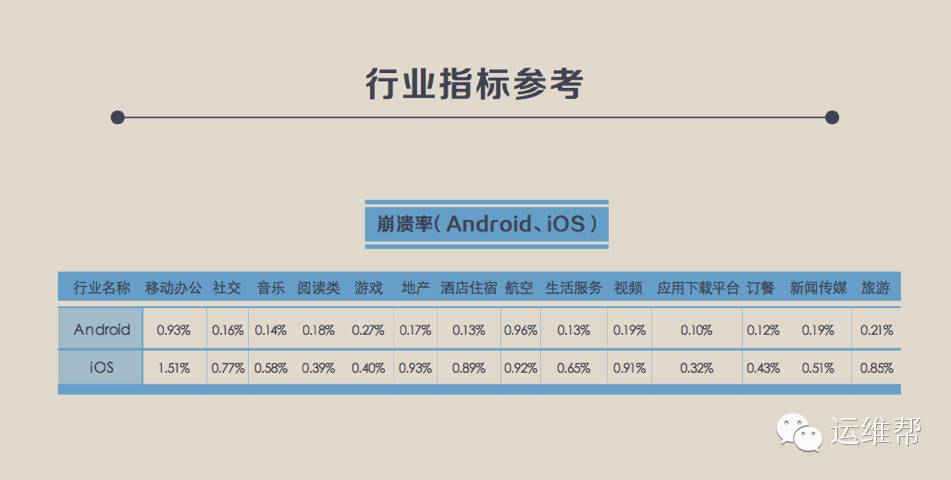 行业指标参考
崩溃率(Android、iOS)
行业名称 移动办公 社交 音乐 阅读类 游戏 地产 酒店住宿 航空 生活服务 视频 应用下载平台 订餐 新闻传媒 旅游
Android 0.93% 0.16% 0.14% 0.18% 0.27% 0.17% 0.13% 0.96% 0.13% 0.19% 0.10% 0.12% 0.19% 0.21%
iOS 1.51% 0.77% 0.58% 0.39% 0.40% 0.93% 0.89% 0.92% 0.65% 0.91% 0.32% 0.43% 0.51% 0.85%
运维帮